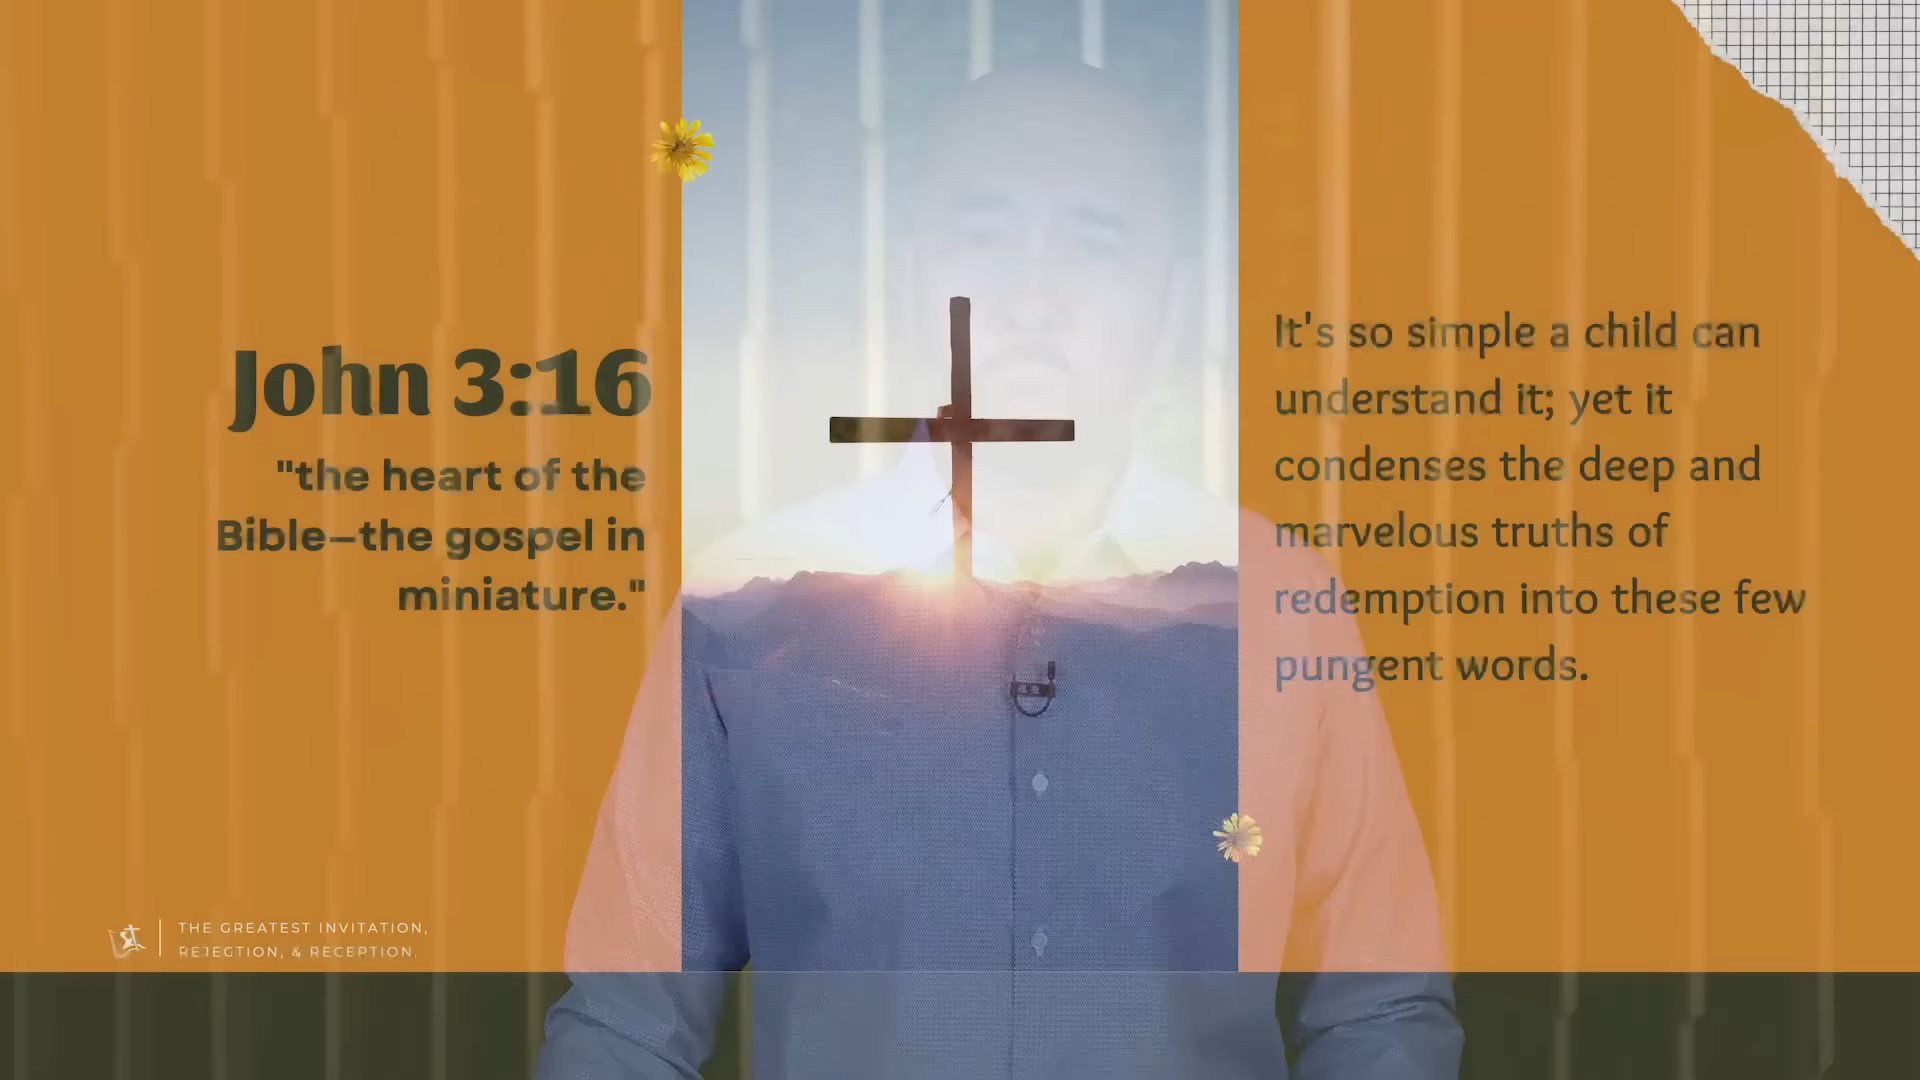 John 3:16
"the heart of the
Bible—the gospel in
miniature."
It's so simple a child can
understand it; yet it
condenses the deep and
marvelous truths of
redemption into these few
pungent words.
THE GREATEST INVITATION,
REJECTION, & RECEPTION.